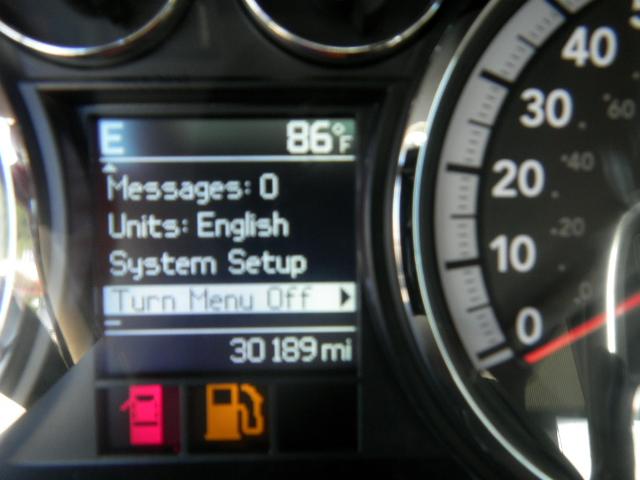 E 86°F
Messages: 0
Units: English
System Setup
Turn Menu Off
30189 mi
40
30
20
10
0
60
40
20
0